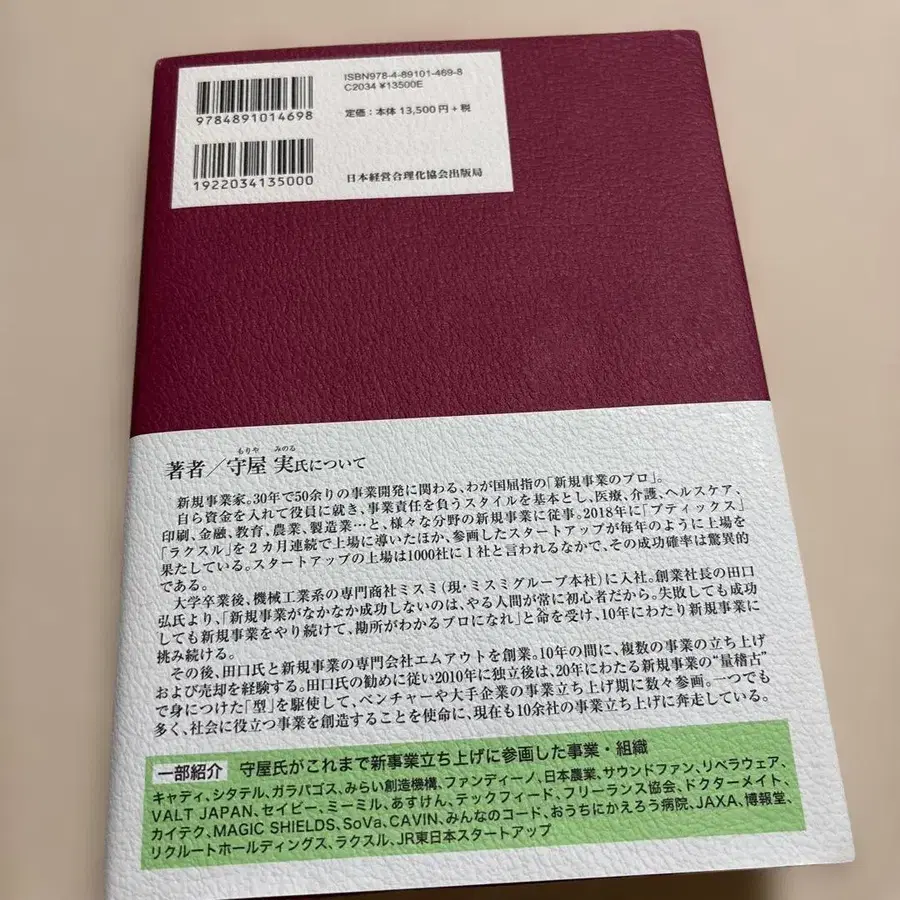 ISBN978-4-89101-469-8
C2034 ¥13500E
定価：本体 13,500円＋税
9784891014698
1922034135000
日本経営合理化協会出版局
もりや みのる
著者／守屋 実氏について
新規事業家。30年で50余りの事業開発に関わる、わが国屈指の「新規事業のプロ」。
自ら資金を入れて役員に就き、事業責任を負うスタイルを基本とし、医療、介護、ヘルスケア、
印刷、金融、教育、農業、製造業…と、様々な分野の新規事業に従事。2018年に「ブティックス」
「ラクスル」を2カ月連続で上場に導いたほか、参画したスタートアップが毎年のように上場を
果たしている。スタートアップの上場は1000社に1社と言われるなかで、その成功確率は驚異的
である。
大学卒業後、機械工業系の専門商社ミスミ（現・ミスミグループ本社）に入社。創業社長の田口
弘氏より、「新規事業がなかなか成功しないのは、やる人間が常に初心者だから。失敗しても成功
しても新規事業をやり続けて、勘所がわかるプロになれ」と命を受け、10年にわたり新規事業に
挑み続ける。
その後、田口氏と新規事業の専門会社エムアウトを創業。10年の間に、複数の事業の立ち上げ
および売却を経験する。田口氏の勧めに従い2010年に独立後は、20年にわたる新規事業の“量稽古”
で身につけた「型」を駆使して、ベンチャーや大手企業の事業立ち上げ期に数々参画。一つでも
多く、社会に役立つ事業を創造することを使命に、現在も10余社の事業立ち上げに奔走している。
一部紹介 守屋氏がこれまで新事業立ち上げに参画した事業・組織
キャディ、シタテル、ガラパゴス、みらい創造機構、ファンディーノ、日本農業、サウンドファン、リベラウェア、
VALT JAPAN、セイビー、ミーミル、あすけん、テックフィード、フリーランス協会、ドクターメイト、
カイテク、MAGIC SHIELDS、SoVa、CAVIN、みんなのコード、おうちにかえろう病院、JAXA、博報堂、
リクルートホールディングス、ラクスル、JR東日本スタートアップ